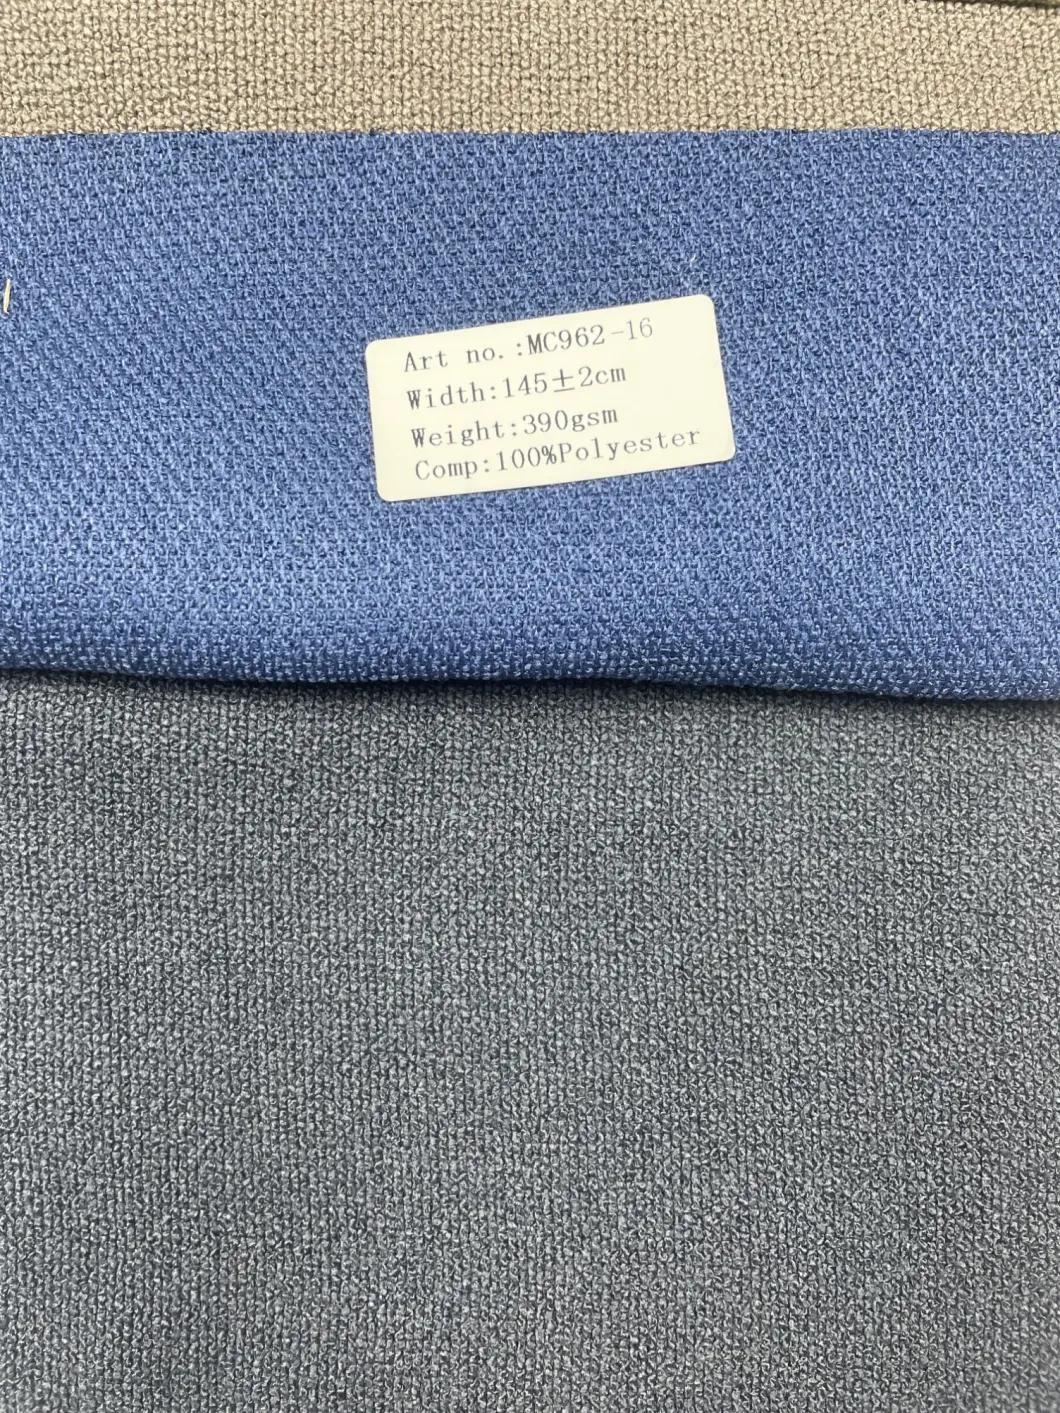 Art no.:MC962-16
Width:145±2cm
Weight:390gsm
Comp:100%Polyester